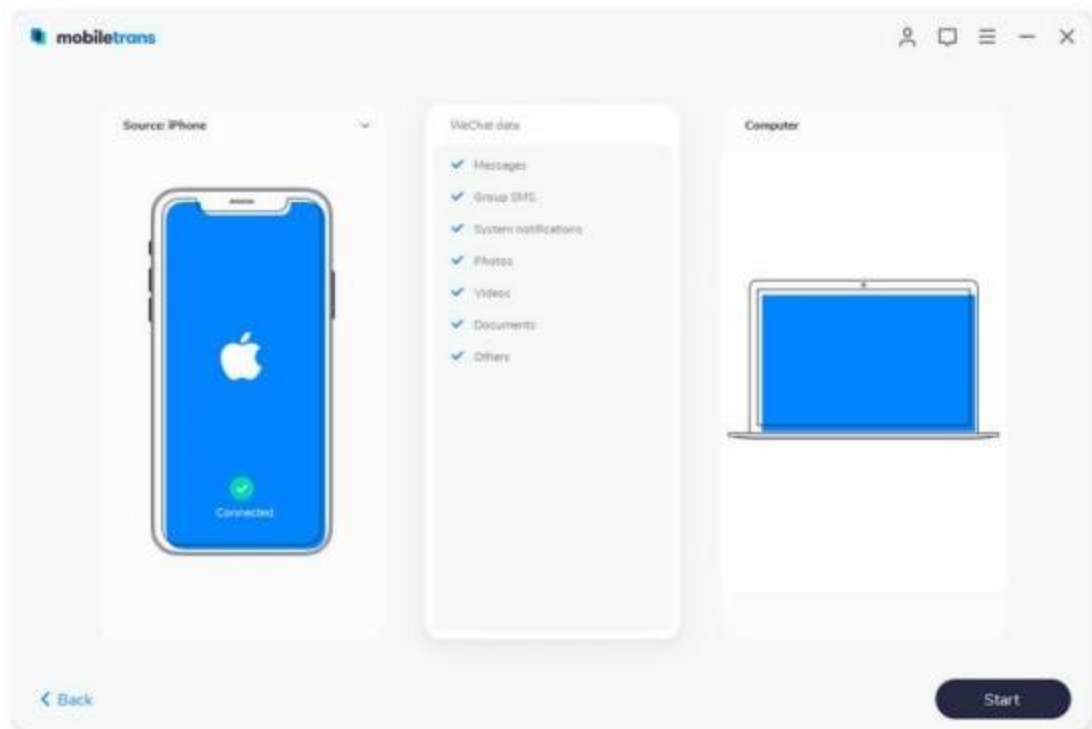 mobiletrans
Source: iPhone
WeChat data
Messages
Group SMS
System notifications
Photos
Videos
Documents
Others
Computer
Connected
Back
Start